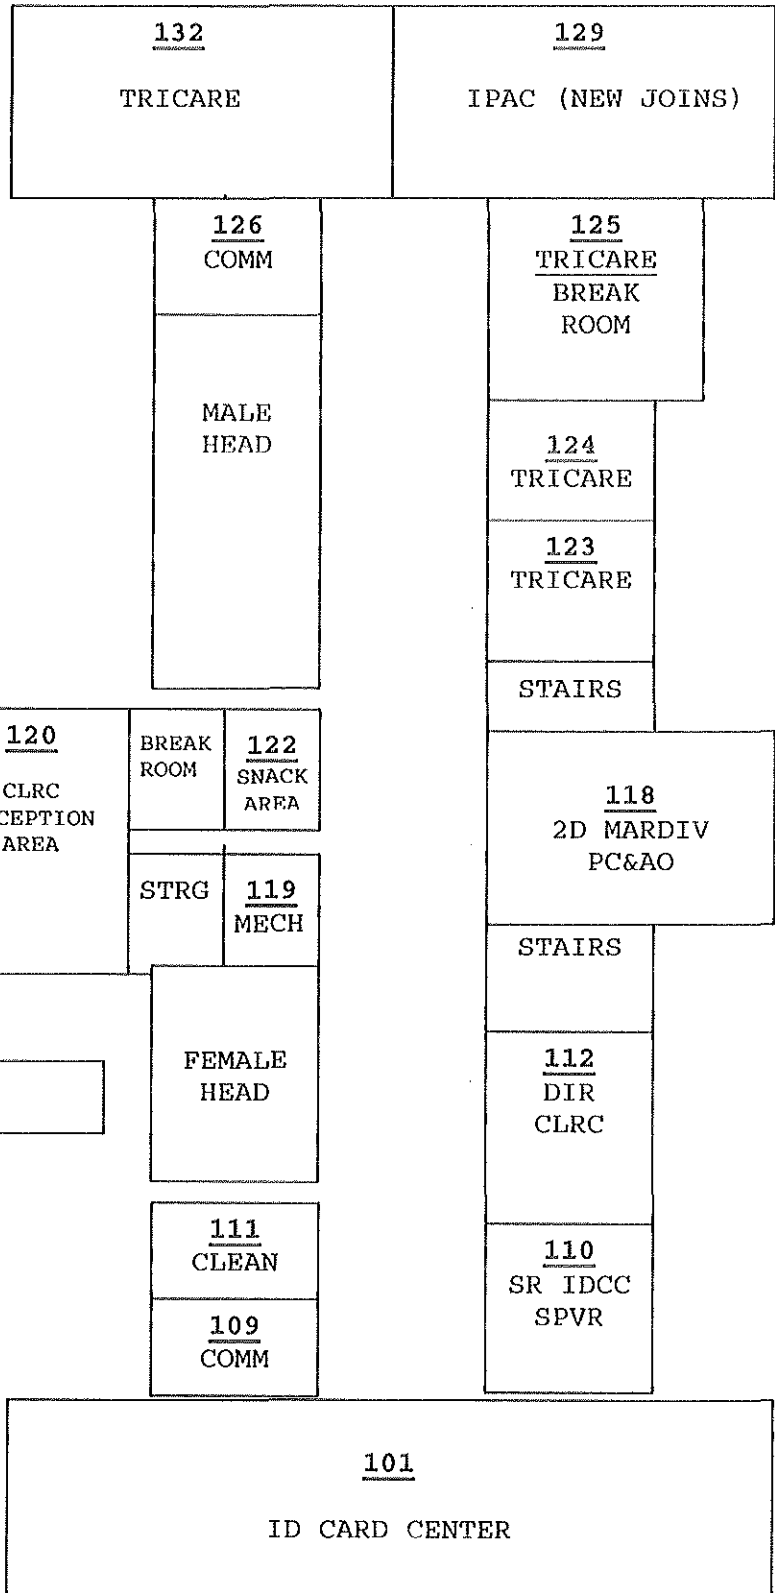 132
TRICARE
129
IPAC (NEW JOINS)
126
COMM
125
TRICARE
BREAK
ROOM
MALE
HEAD
124
TRICARE
123
TRICARE
STAIRS
120
CLRC
CEPTION
AREA
BREAK
ROOM
122
SNACK
AREA
118
2D MARDIV
PC&AO
STRG
119
MECH
STAIRS
FEMALE
HEAD
112
DIR
CLRC
111
CLEAN
110
SR IDCC
SPVR
109
COMM
101
ID CARD CENTER